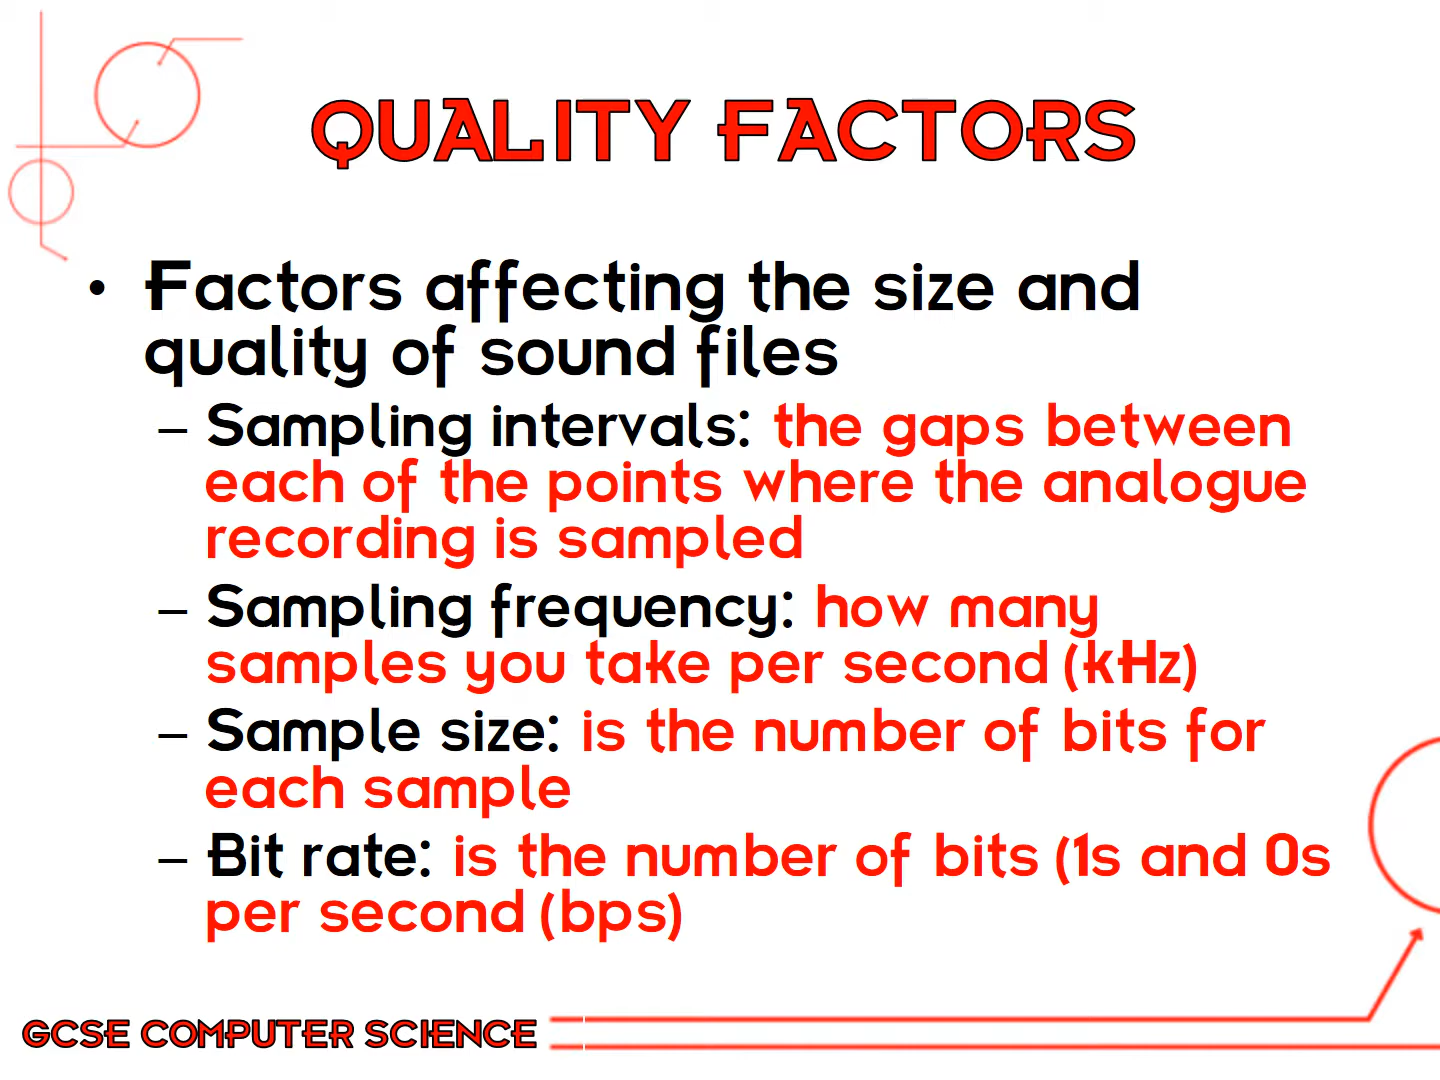 QUALITY FACTORS
• Factors affecting the size and
quality of sound files
– Sampling intervals: the gaps between
each of the points where the analogue
recording is sampled
– Sampling frequency: how many
samples you take per second (kHz)
– Sample size: is the number of bits for
each sample
– Bit rate: is the number of bits (1s and 0s
per second (bps)
GCSE COMPUTER SCIENCE